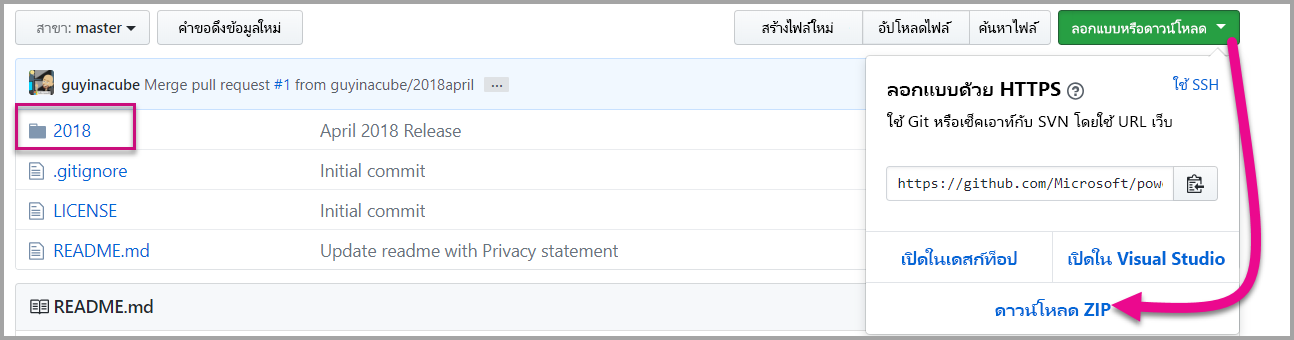 สาขา: master คำขอดึงข้อมูลใหม่ สร้างไฟล์ใหม่ อัปโหลดไฟล์ ค้นหาไฟล์ ลอกแบบหรือดาวน์โหลด
guyinacube Merge pull request #1 from guyinacube/2018april ...
2018 April 2018 Release
.gitignore Initial commit
LICENSE Initial commit
README.md Update readme with Privacy statement
README.md
ลอกแบบด้วย HTTPS ? ใช้ SSH
ใช้ Git หรือเช็คเอาท์กับ SVN โดยใช้ URL เว็บ
https://github.com/Microsoft/pow
เปิดในเดสก์ท็อป เปิดใน Visual Studio
ดาวน์โหลด ZIP